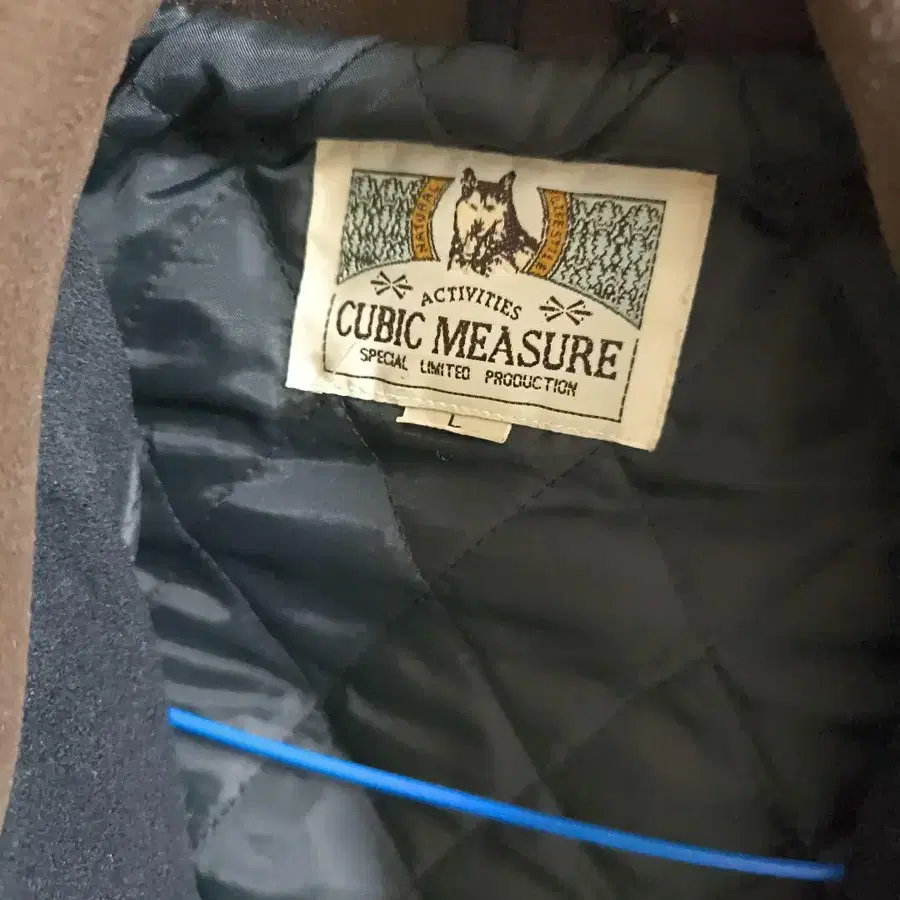 NATURAL LIFESTYLE
ACTIVITIES
CUBIC MEASURE
SPECIAL LIMITED PRODUCTION
L